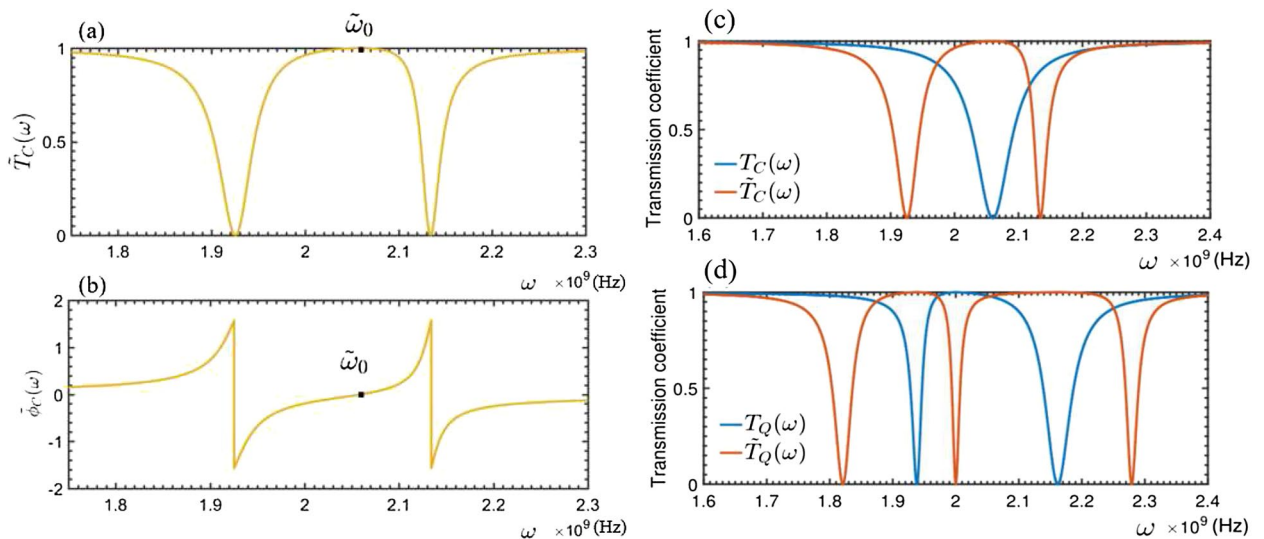 (a)
ω̃₀
1
0.5
0
T̃_C(ω)
1.8
1.9
2
2.1
2.2
2.3
ω ×10⁹(Hz)
(b)
2
1
0
-1
-2
ϕ̃_C(ω)
ω̃₀
1.8
1.9
2
2.1
2.2
2.3
ω ×10⁹(Hz)
(c)
1
0.5
0
Transmission coefficient
T_C(ω)
T̃_C(ω)
1.6
1.7
1.8
1.9
2
2.1
2.2
2.3
2.4
ω ×10⁹(Hz)
(d)
1
0.5
0
Transmission coefficient
T_Q(ω)
T̃_Q(ω)
1.6
1.7
1.8
1.9
2
2.1
2.2
2.3
2.4
ω ×10⁹(Hz)